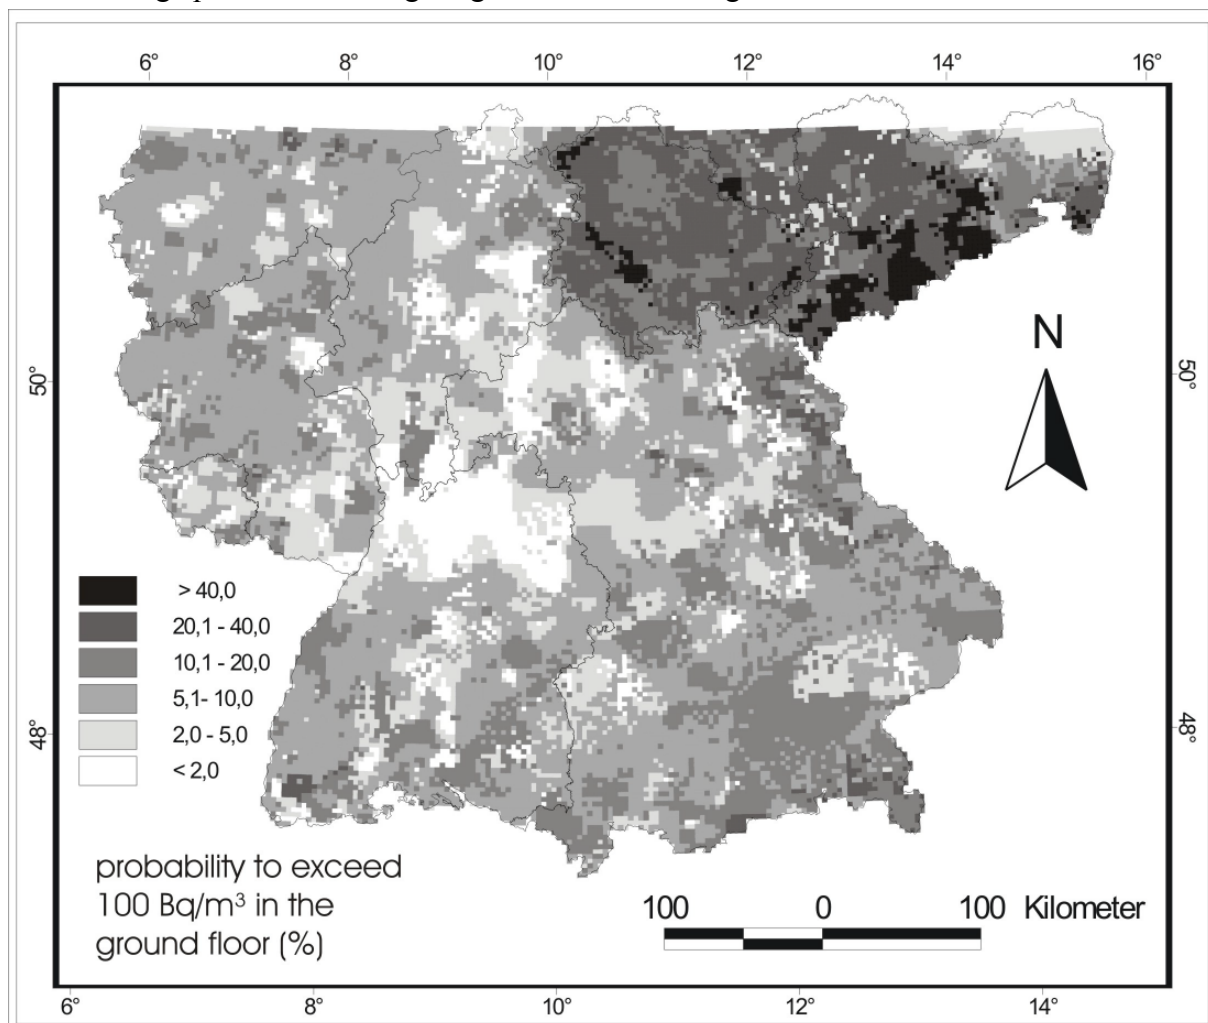 6° 8° 10° 12° 14° 16°
N
50° 50°
> 40,0
20,1 - 40,0
10,1 - 20,0
5,1- 10,0
2,0 - 5,0
< 2,0
48° 48°
probability to exceed
100 Bq/m³ in the
ground floor (%)
100 0 100 Kilometer
6° 8° 10° 12° 14°